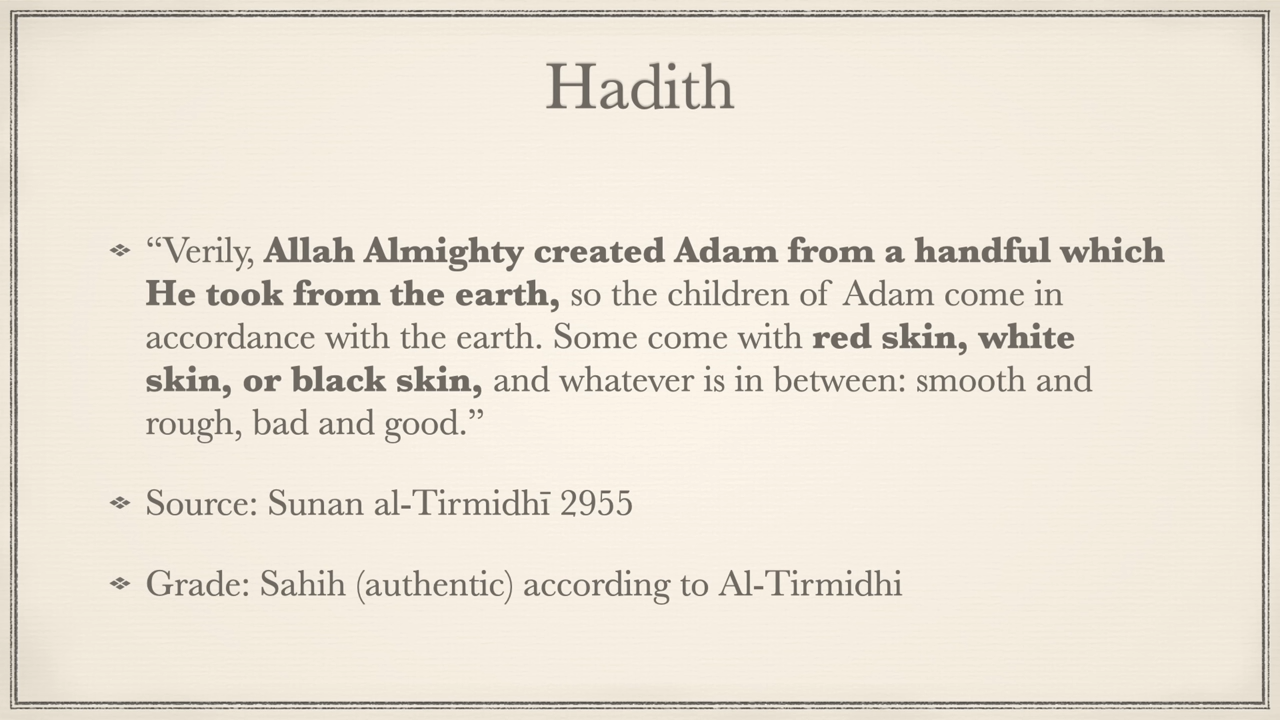 Hadith
“Verily, Allah Almighty created Adam from a handful which
He took from the earth, so the children of Adam come in
accordance with the earth. Some come with red skin, white
skin, or black skin, and whatever is in between: smooth and
rough, bad and good.”
Source: Sunan al-Tirmidhī 2955
Grade: Sahih (authentic) according to Al-Tirmidhi